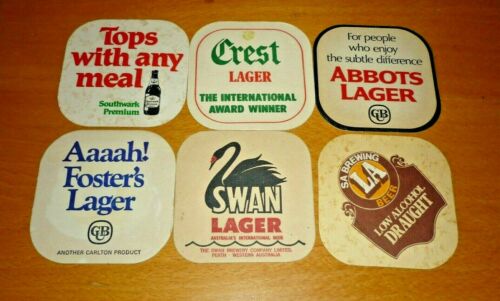 Tops
with any
meal
Southwark
Premium
Crest
LAGER
THE INTERNATIONAL
AWARD WINNER
For people
who enjoy
the subtle difference
ABBOTS
LAGER
CUB
Aaaah!
Foster's
Lager
CUB
ANOTHER CARLTON PRODUCT
SWAN
LAGER
AUSTRALIA'S INTERNATIONAL BEER
THE SWAN BREWERY COMPANY LIMITED,
PERTH - WESTERN AUSTRALIA
SA BREWING
LA
BEER
LOW ALCOHOL
DRAUGHT